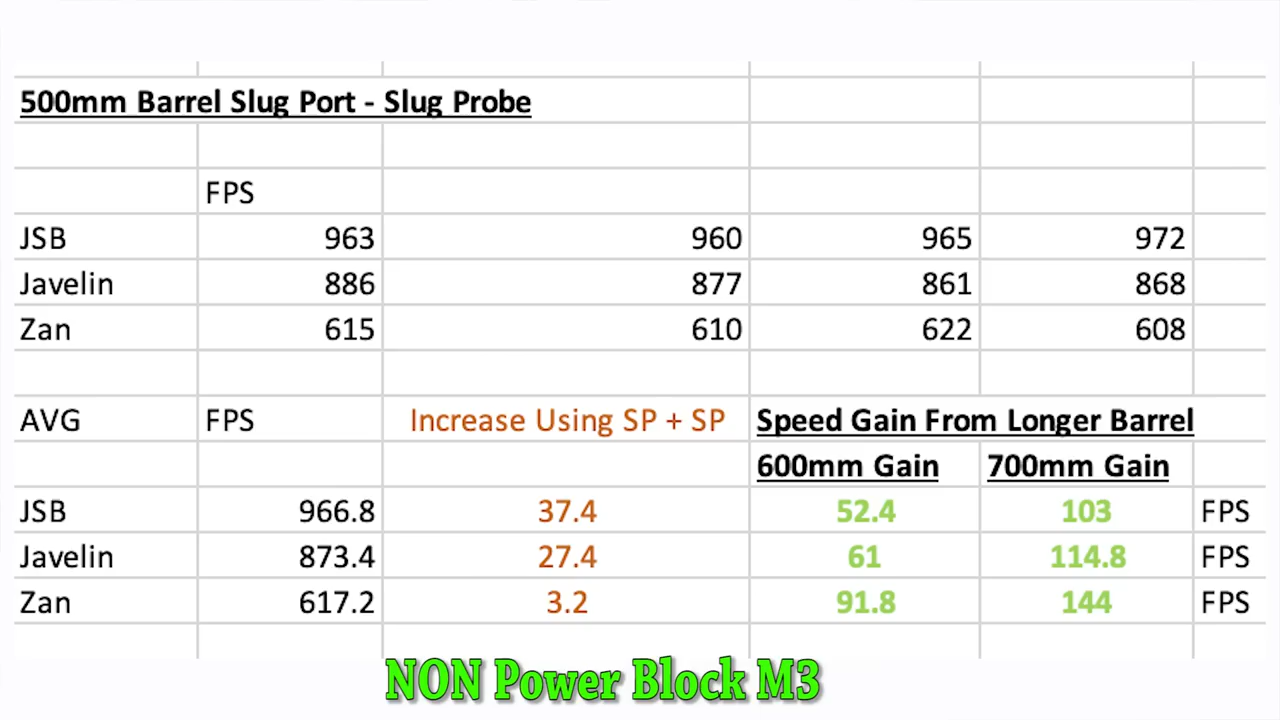 500mm Barrel Slug Port - Slug Probe
FPS
JSB 963 960 965 972
Javelin 886 877 861 868
Zan 615 610 622 608
AVG FPS Increase Using SP + SP Speed Gain From Longer Barrel
600mm Gain 700mm Gain
JSB 966.8 37.4 52.4 103 FPS
Javelin 873.4 27.4 61 114.8 FPS
Zan 617.2 3.2 91.8 144 FPS
NON Power Block M3